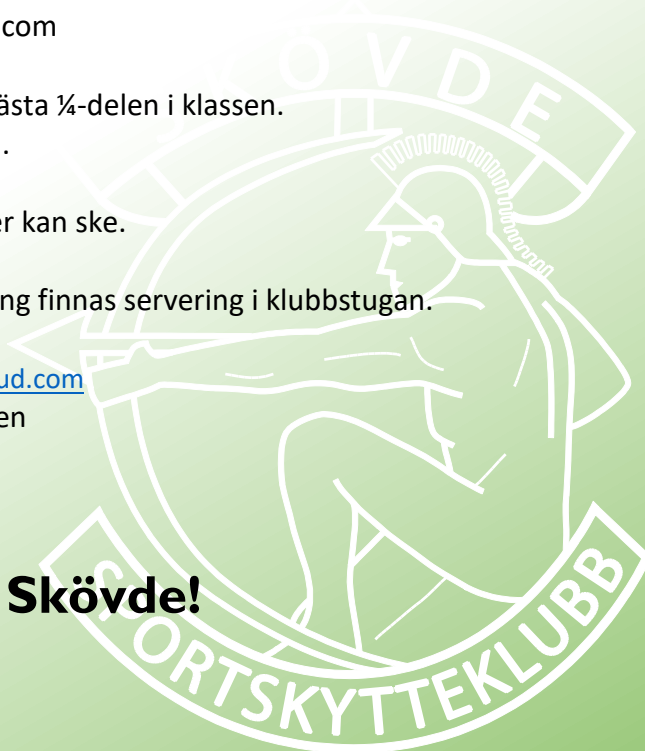 SKÖVDE
com
ästa ¼-delen i klassen.
.
er kan ske.
ng finnas servering i klubbstugan.
ud.com
en
Skövde!
SPORTSKYTTEKLUBB